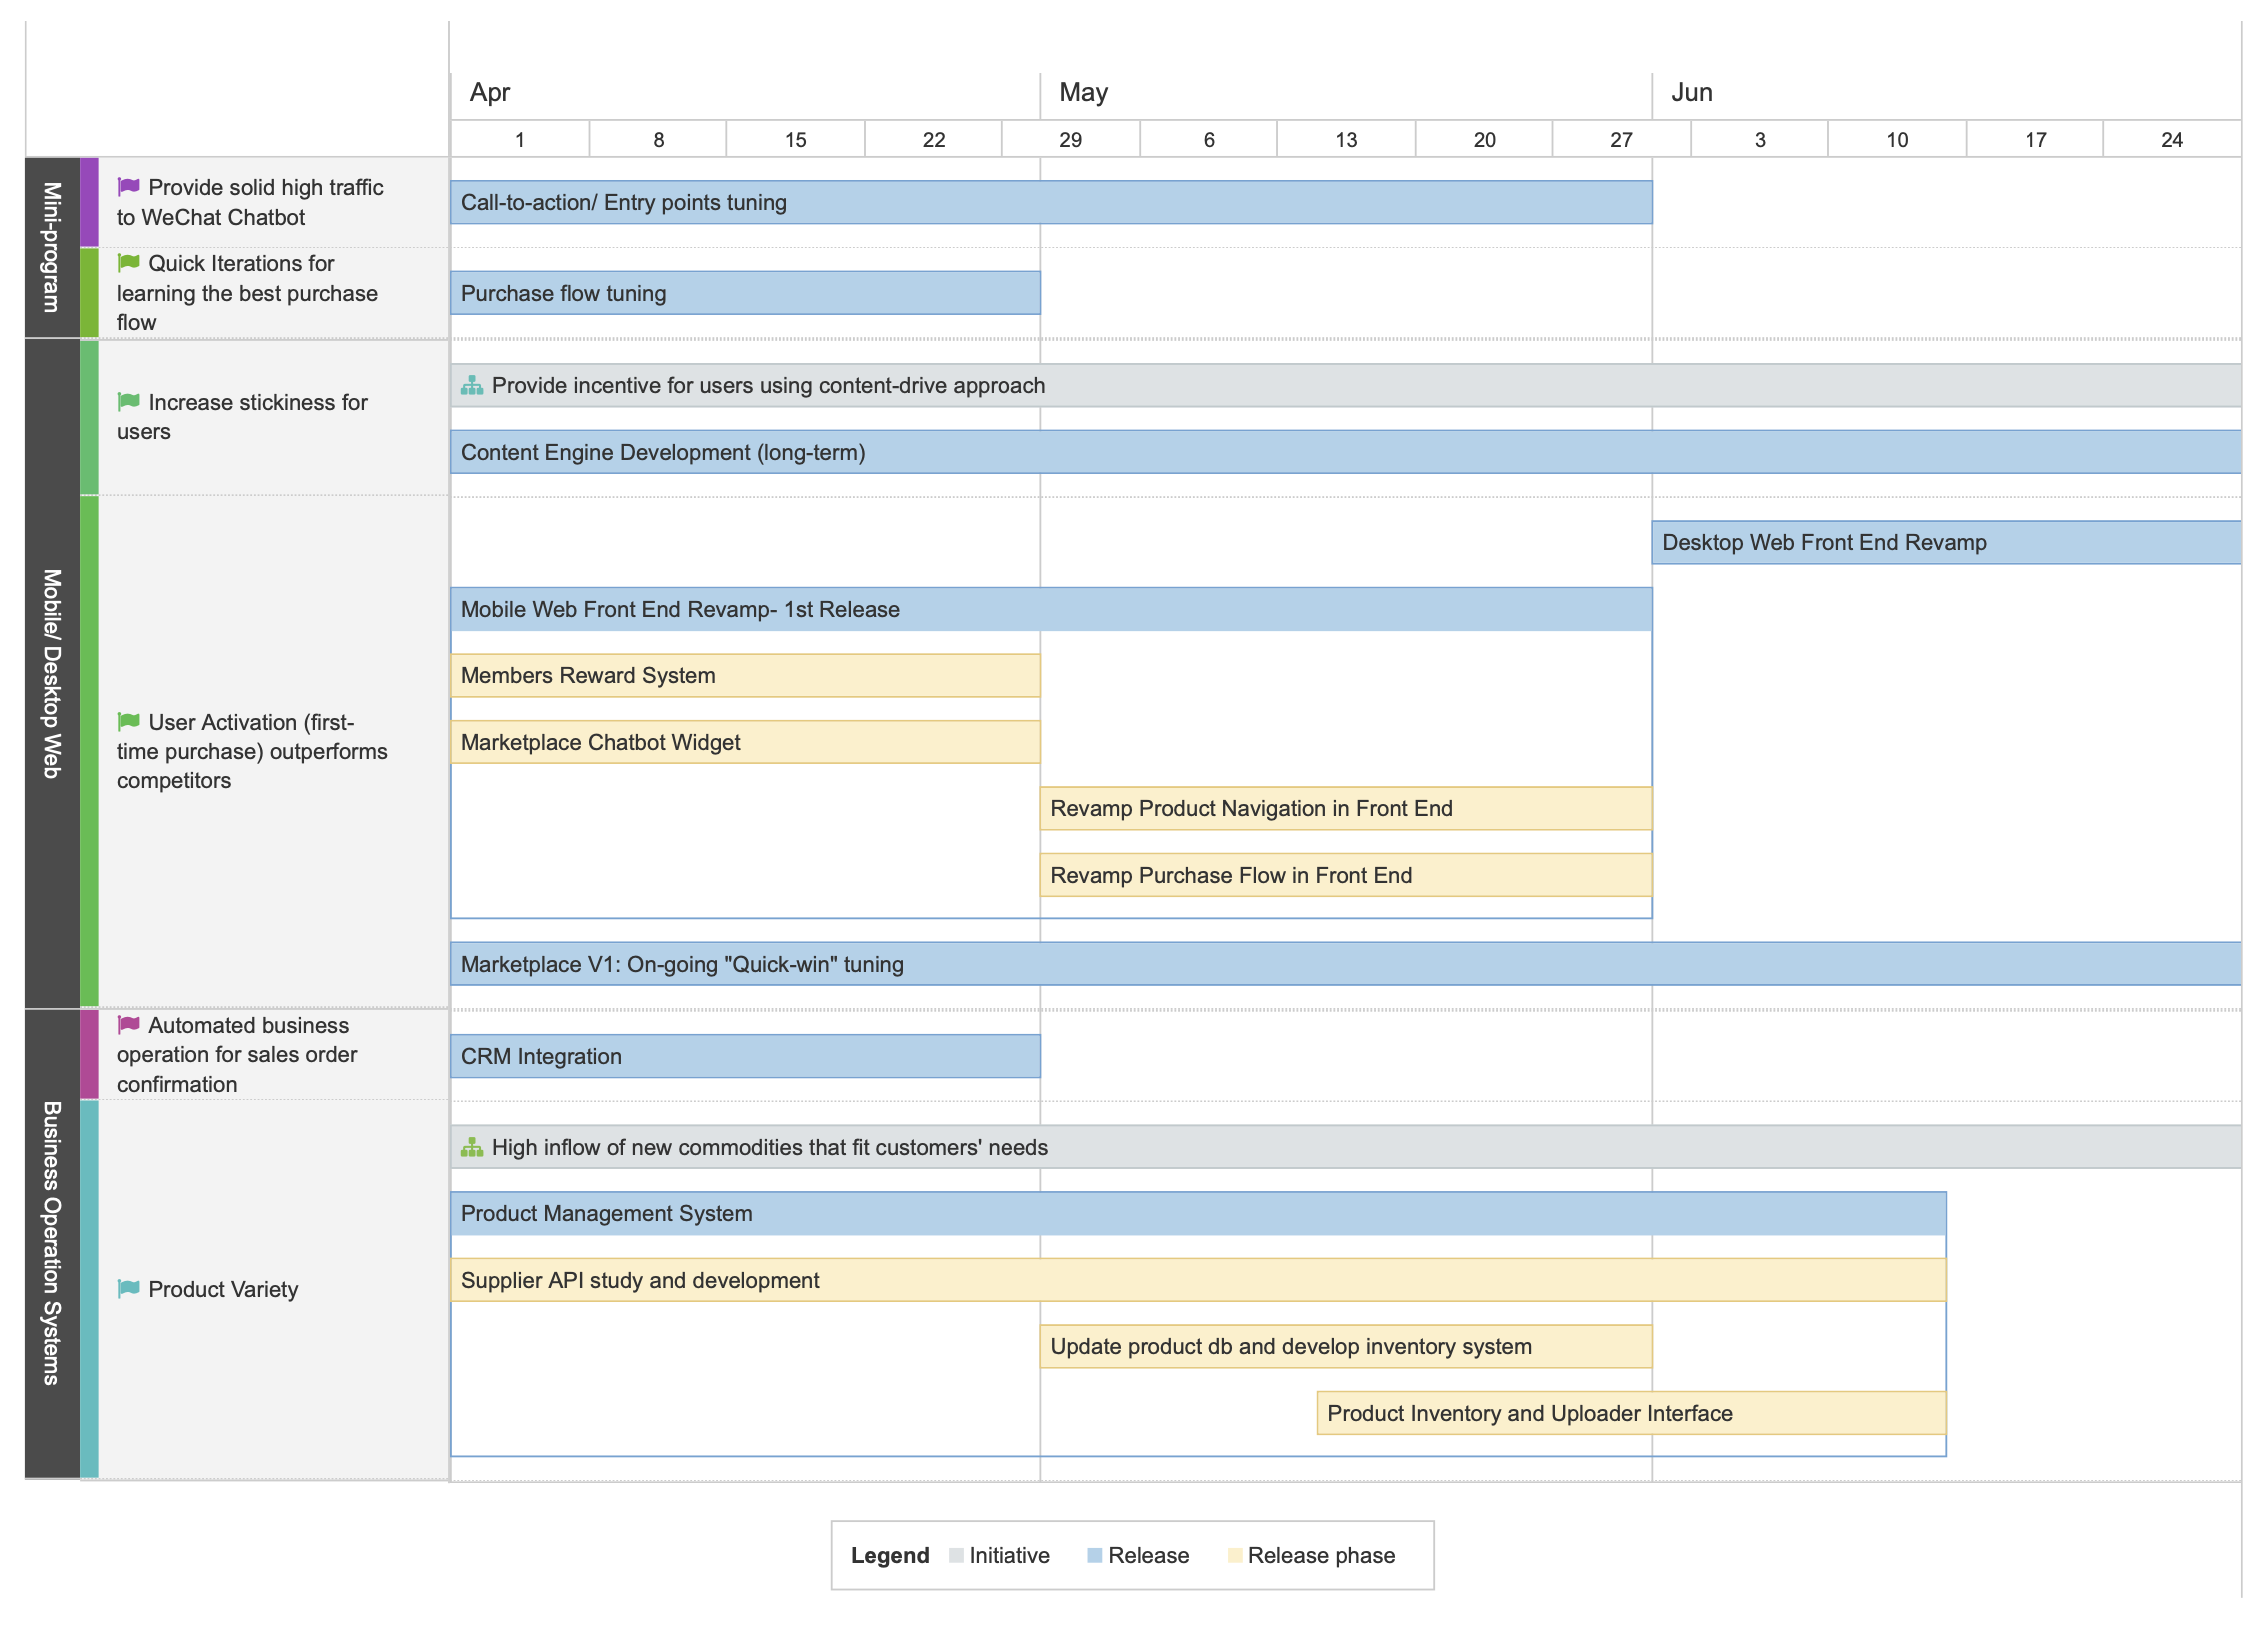 Apr
May
Jun
1
8
15
22
29
6
13
20
27
3
10
17
24
Mini-program
Provide solid high traffic
to WeChat Chatbot
Call-to-action/ Entry points tuning
Quick Iterations for
learning the best purchase
flow
Purchase flow tuning
Mobile/ Desktop Web
Increase stickiness for
users
Provide incentive for users using content-drive approach
Content Engine Development (long-term)
User Activation (first-
time purchase) outperforms
competitors
Desktop Web Front End Revamp
Mobile Web Front End Revamp- 1st Release
Members Reward System
Marketplace Chatbot Widget
Revamp Product Navigation in Front End
Revamp Purchase Flow in Front End
Marketplace V1: On-going "Quick-win" tuning
Business Operation Systems
Automated business
operation for sales order
confirmation
CRM Integration
Product Variety
High inflow of new commodities that fit customers' needs
Product Management System
Supplier API study and development
Update product db and develop inventory system
Product Inventory and Uploader Interface
Legend
Initiative
Release
Release phase